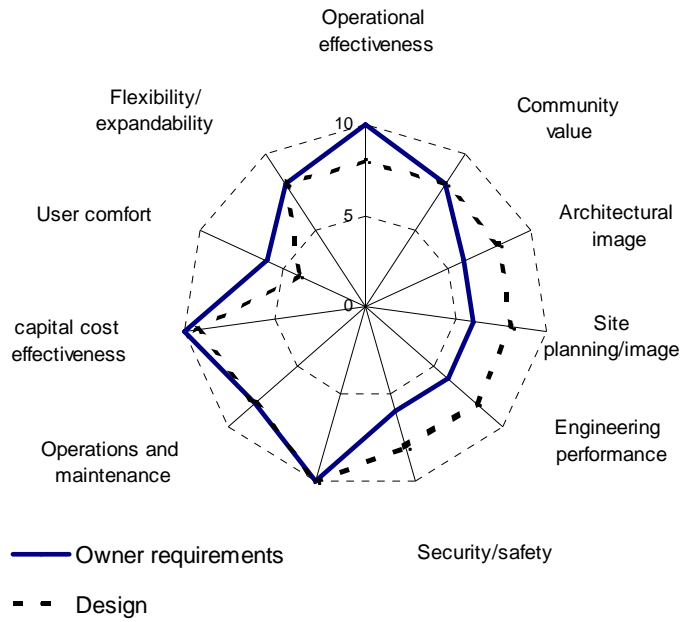 Operational
effectiveness
Flexibility/
expandability
Community
value
10
User comfort
Architectural
image
5
0
capital cost
effectiveness
Site
planning/image
Operations and
maintenance
Engineering
performance
Security/safety
Owner requirements
Design